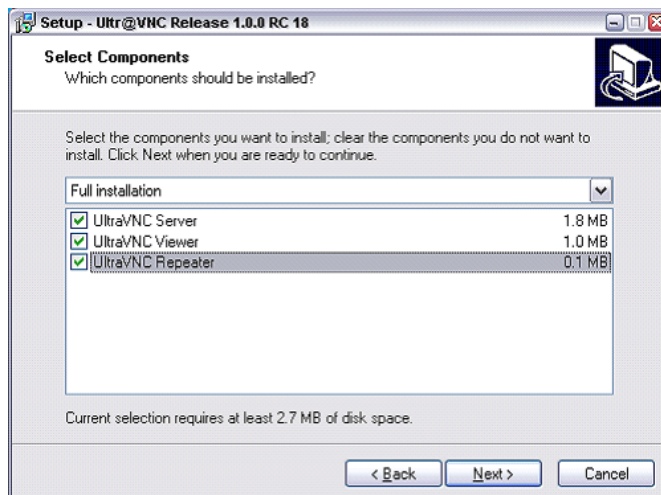 Setup - Ultr@VNC Release 1.0.0 RC 18
Select Components
Which components should be installed?
Select the components you want to install; clear the components you do not want to
install. Click Next when you are ready to continue.
Full installation
UltraVNC Server 1.8 MB
UltraVNC Viewer 1.0 MB
UltraVNC Repeater 0.1 MB
Current selection requires at least 2.7 MB of disk space.
< Back Next > Cancel